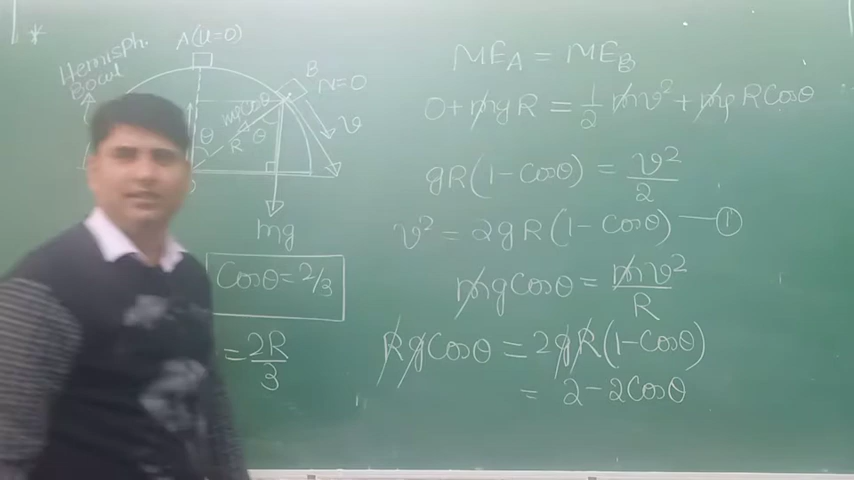 *
Hemisph.
Bowl
A(u=0)
B
N=0
mg Cosθ
θ
θ
R
v
mg
Cosθ = 2/3
= 2R/3
ME_A = ME_B
0 + mgR = 1/2 mv² + mg R Cosθ
gR(1 - Cosθ) = v²/2
v² = 2gR(1 - Cosθ) — ①
mg Cosθ = mv²/R
Rg Cosθ = 2gR(1 - Cosθ)
= 2 - 2Cosθ